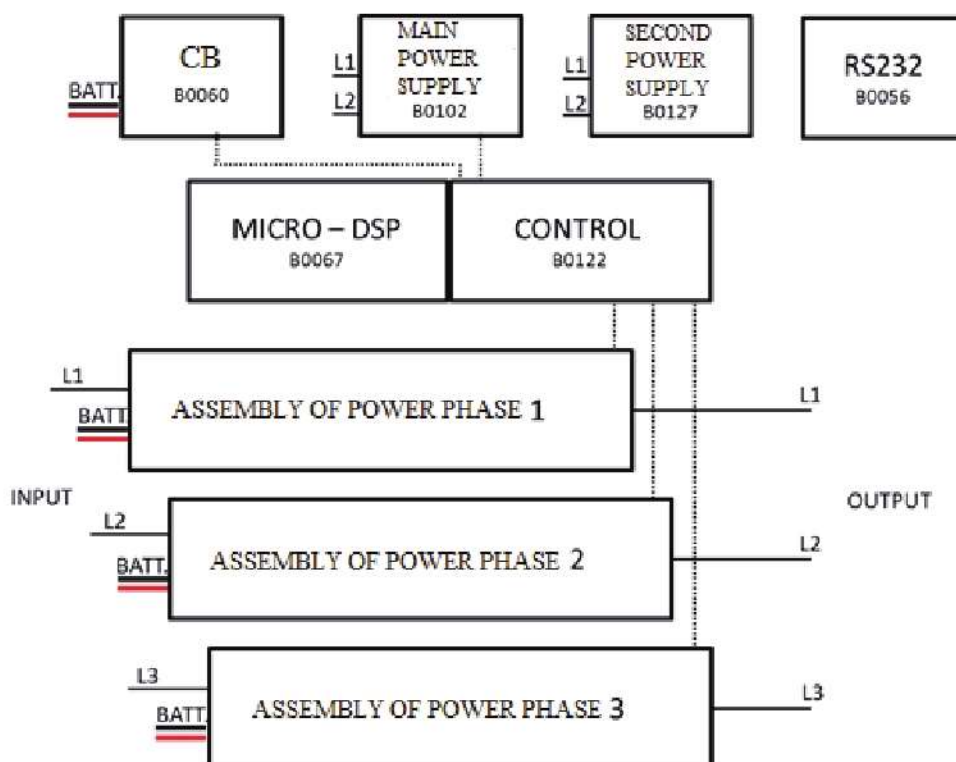 CB
B0060
BATT.
MAIN
POWER
SUPPLY
B0102
L1
L2
SECOND
POWER
SUPPLY
B0127
L1
L2
RS232
B0056
MICRO – DSP
B0067
CONTROL
B0122
L1
BATT.
ASSEMBLY OF POWER PHASE 1
L1
INPUT
OUTPUT
L2
BATT.
ASSEMBLY OF POWER PHASE 2
L2
L3
BATT.
ASSEMBLY OF POWER PHASE 3
L3